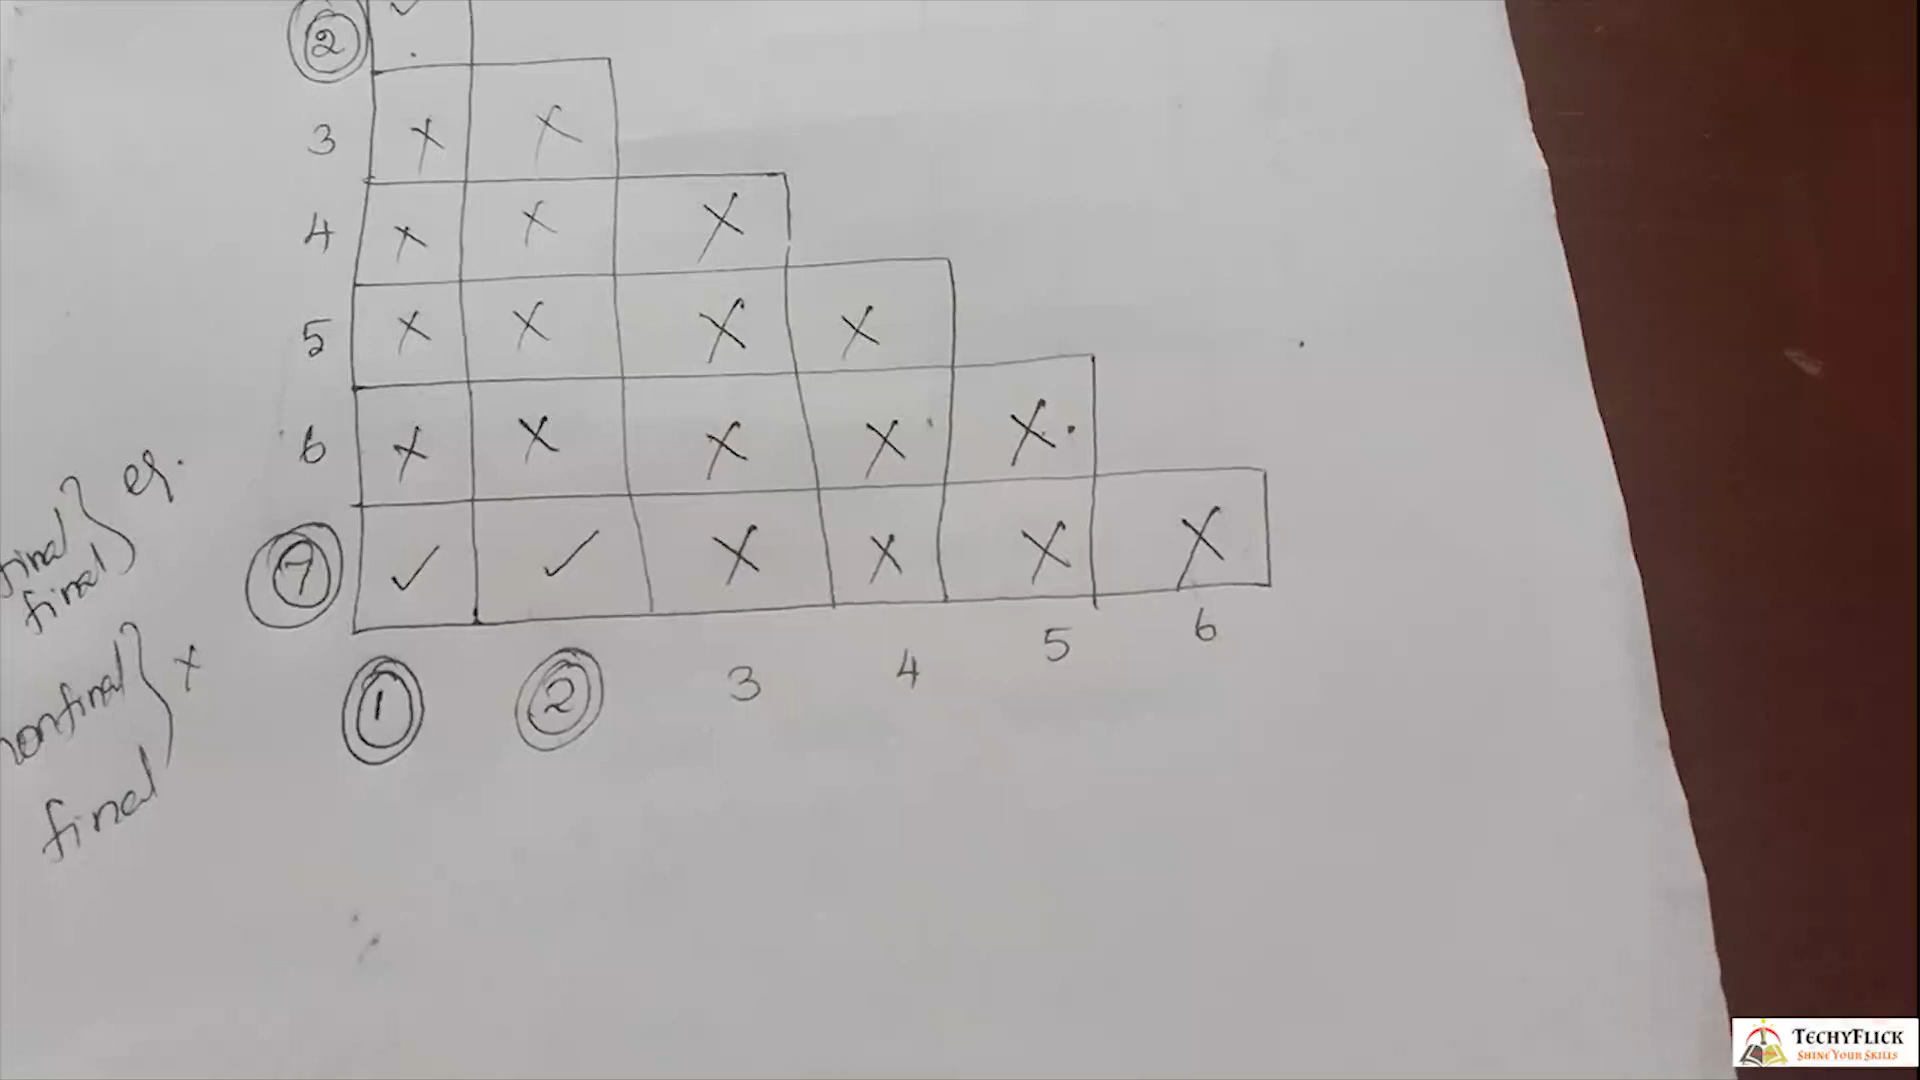 ② ✓
3 X X
4 X X X
5 X X X X
6 X X X X X
⑦ ✓ ✓ X X X X
① ② 3 4 5 6
final
final
nonfinal } X
final
TECHYFLICK
SHINE YOUR SKILLS